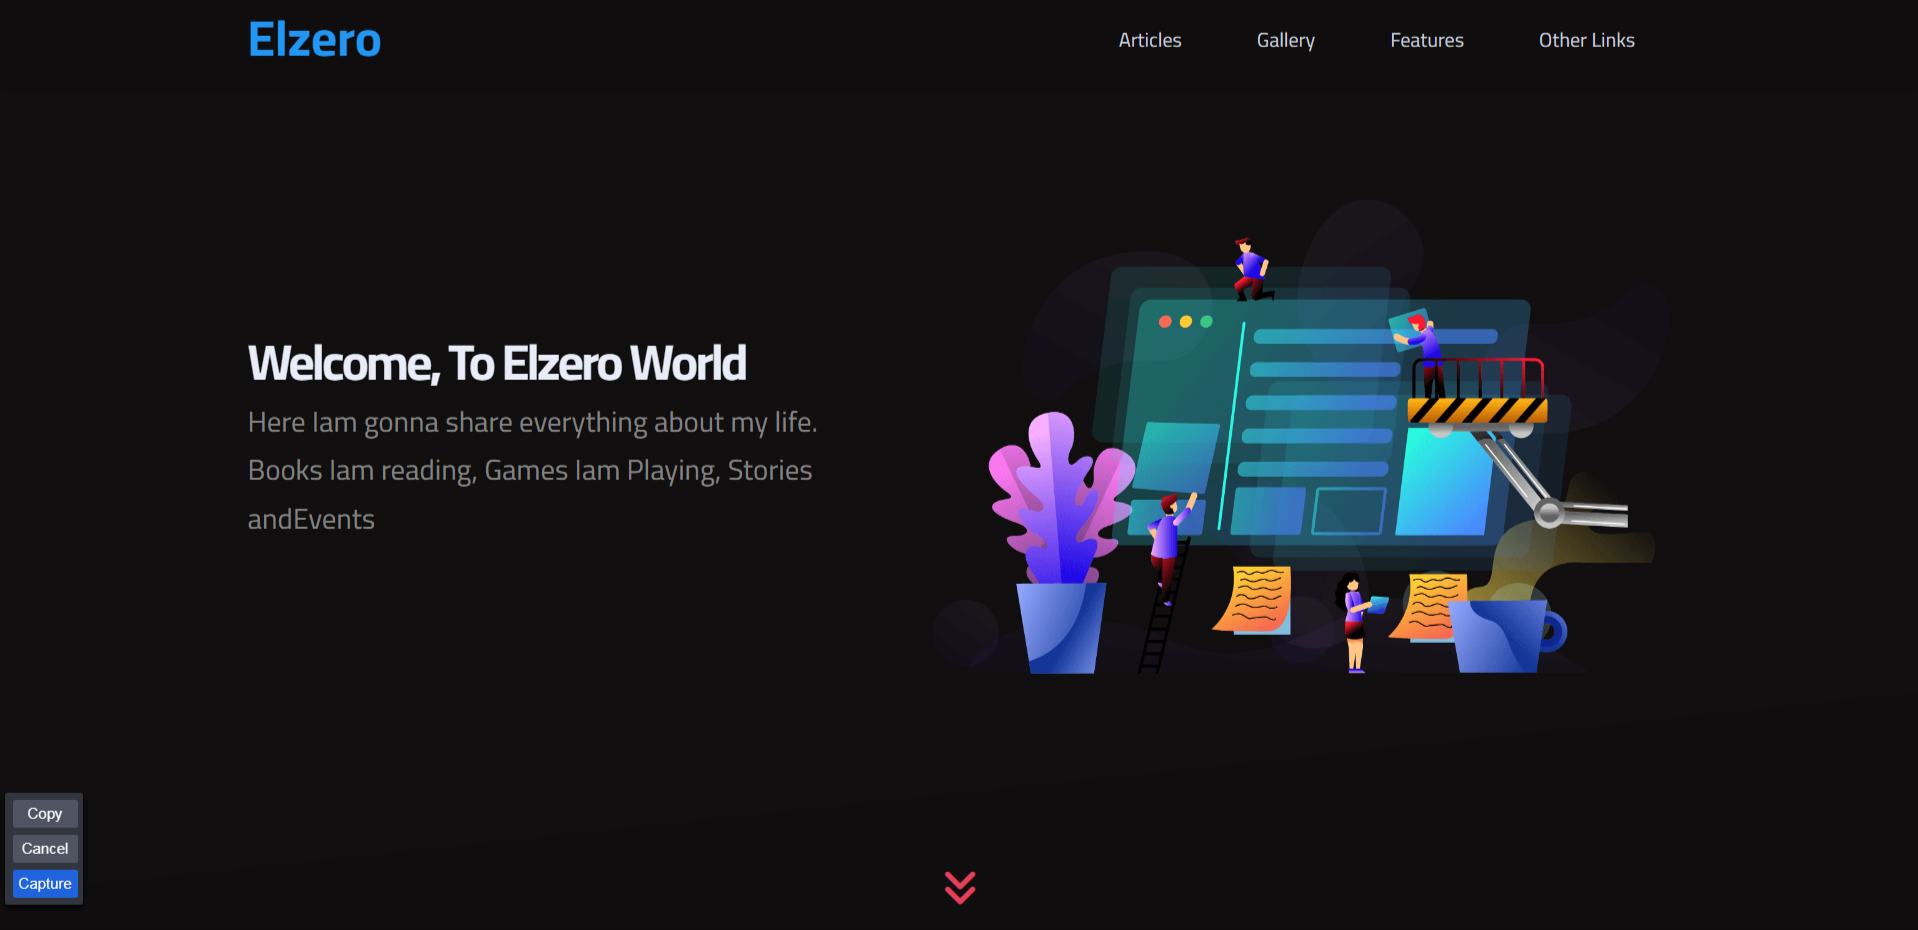 Elzero
Articles
Gallery
Features
Other Links
Welcome, To Elzero World
Here Iam gonna share everything about my life.
Books Iam reading, Games Iam Playing, Stories
andEvents
Copy
Cancel
Capture